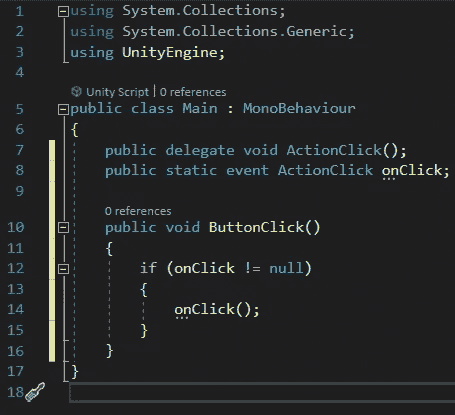 1 using System.Collections;
2 using System.Collections.Generic;
3 using UnityEngine;
4
Unity Script | 0 references
5 public class Main : MonoBehaviour
6 {
7 public delegate void ActionClick();
8 public static event ActionClick onClick;
9
0 references
10 public void ButtonClick()
11 {
12 if (onClick != null)
13 {
14 onClick();
15 }
16 }
17 }
18